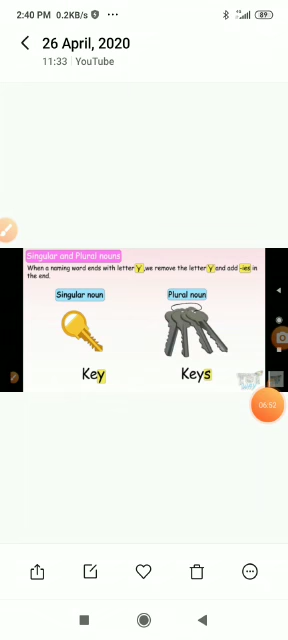 2:40 PM 0.2KB/s
89
26 April, 2020
11:33 YouTube
Singular and Plural nouns
When a naming word ends with letter 'y',we remove the letter 'y' and add -ies in
the end.
Singular noun
Plural noun
Key
Keys
06:52